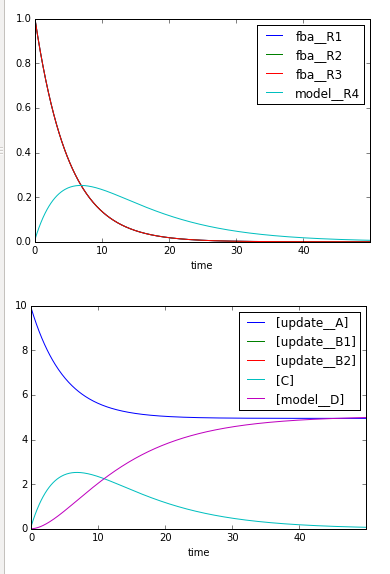 1.0
0.8
0.6
0.4
0.2
0.0
0
10
20
30
40
time
fba__R1
fba__R2
fba__R3
model__R4
10
8
6
4
2
0
0
10
20
30
40
time
[update__A]
[update__B1]
[update__B2]
[C]
[model__D]